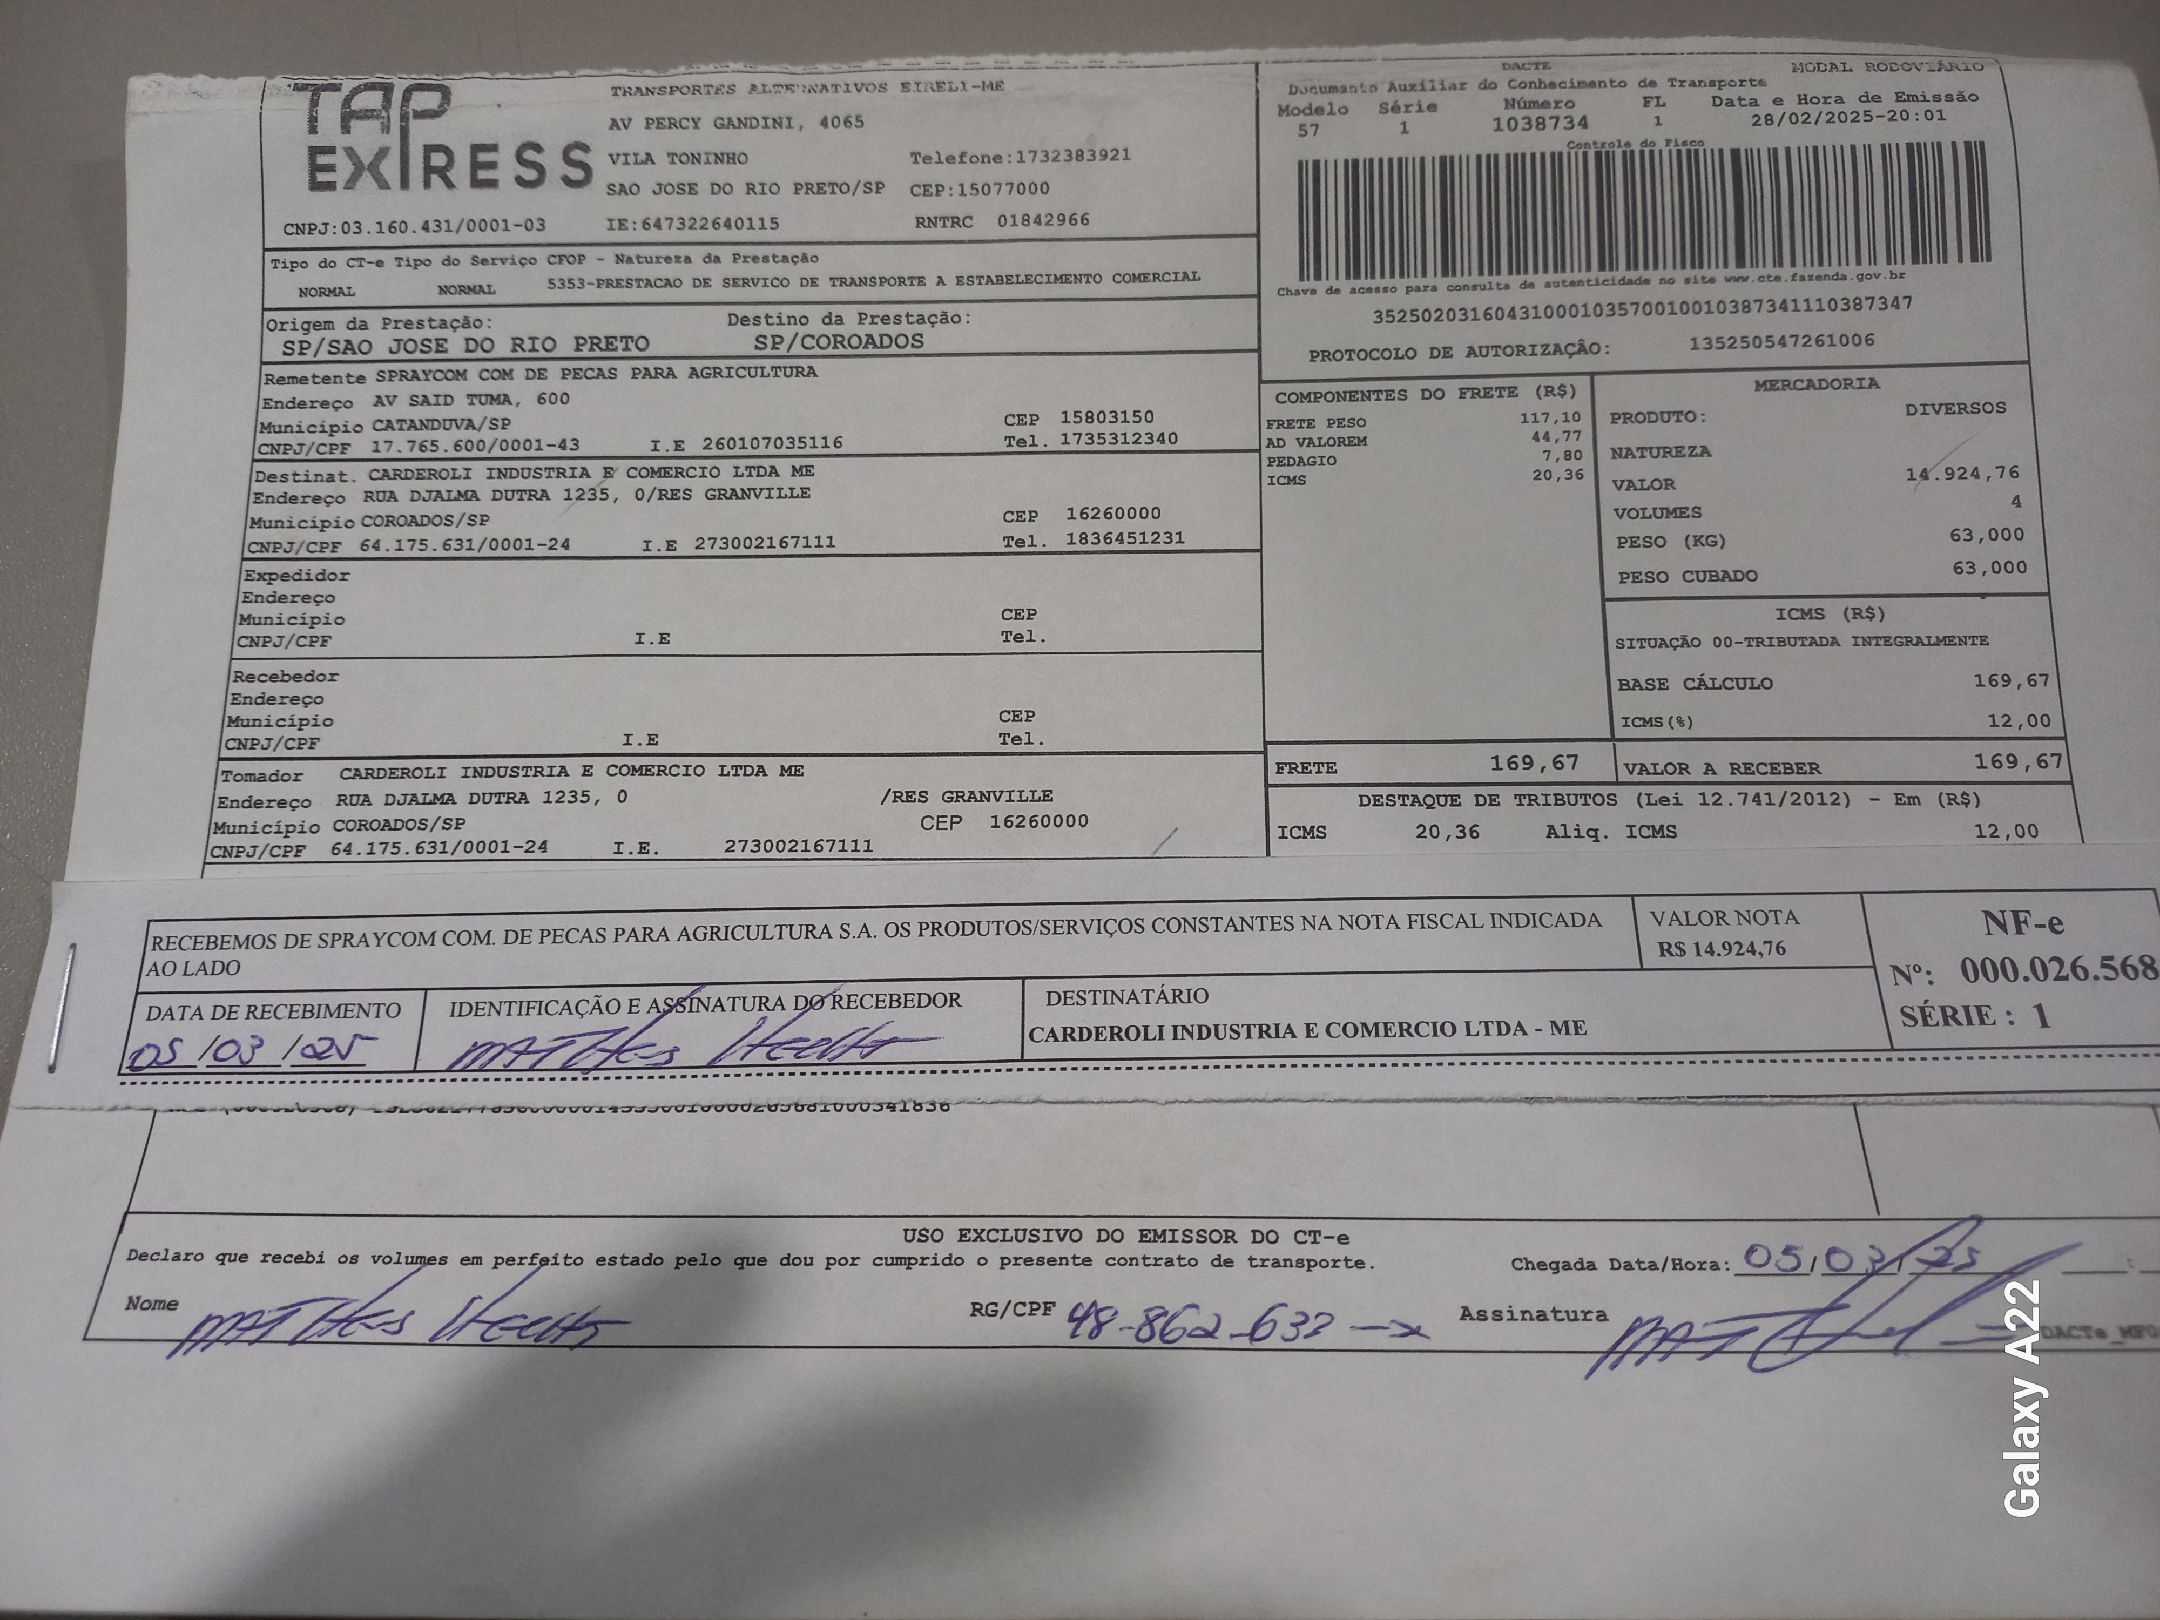 TAP EXPRESS
TRANSPORTES ALTERNATIVOS EIRELI-ME
AV PERCY GANDINI, 4065
VILA TONINHO Telefone:1732383921
SAO JOSE DO RIO PRETO/SP CEP:15077000
CNPJ:03.160.431/0001-03 IE:647322640115 RNTRC 01842966
DACTE MODAL RODOVIÁRIO
Documento Auxiliar do Conhecimento de Transporte
Modelo Série Número FL Data e Hora de Emissão
57 1 1038734 1 28/02/2025-20:01
Controle do Fisco
Chave de acesso para consulta de autenticidade no site www.cte.fazenda.gov.br
35250203160431000103570010010387341110387347
PROTOCOLO DE AUTORIZAÇÂO: 135250547261006
Tipo do CT-e Tipo do Serviço CFOP - Natureza da Prestação
NORMAL NORMAL 5353-PRESTACAO DE SERVICO DE TRANSPORTE A ESTABELECIMENTO COMERCIAL
Origem da Prestação: Destino da Prestação:
SP/SAO JOSE DO RIO PRETO SP/COROADOS
Remetente SPRAYCOM COM DE PECAS PARA AGRICULTURA
Endereço AV SAID TUMA, 600
Município CATANDUVA/SP CEP 15803150
CNPJ/CPF 17.765.600/0001-43 I.E 260107035116 Tel. 1735312340
Destinat. CARDEROLI INDUSTRIA E COMERCIO LTDA ME
Endereço RUA DJALMA DUTRA 1235, 0/RES GRANVILLE
Município COROADOS/SP CEP 16260000
CNPJ/CPF 64.175.631/0001-24 I.E 273002167111 Tel. 1836451231
Expedidor
Endereço
Município CEP
CNPJ/CPF I.E Tel.
Recebedor
Endereço
Município CEP
CNPJ/CPF I.E Tel.
Tomador CARDEROLI INDUSTRIA E COMERCIO LTDA ME
Endereço RUA DJALMA DUTRA 1235, 0 /RES GRANVILLE
Município COROADOS/SP CEP 16260000
CNPJ/CPF 64.175.631/0001-24 I.E. 273002167111
COMPONENTES DO FRETE (R$)
FRETE PESO 117,10
AD VALOREM 44,77
PEDAGIO 7,80
ICMS 20,36
MERCADORIA
PRODUTO: DIVERSOS
NATUREZA
VALOR 14.924,76
VOLUMES 4
PESO (KG) 63,000
PESO CUBADO 63,000
ICMS (R$)
SITUAÇÃO 00-TRIBUTADA INTEGRALMENTE
BASE CÁLCULO 169,67
ICMS(%) 12,00
FRETE 169,67 VALOR A RECEBER 169,67
DESTAQUE DE TRIBUTOS (Lei 12.741/2012) - Em (R$)
ICMS 20,36 Aliq. ICMS 12,00
RECEBEMOS DE SPRAYCOM COM. DE PECAS PARA AGRICULTURA S.A. OS PRODUTOS/SERVIÇOS CONSTANTES NA NOTA FISCAL INDICADA
AO LADO
VALOR NOTA
R$ 14.924,76
NF-e
Nº: 000.026.568
SÉRIE : 1
DATA DE RECEBIMENTO
05/03/25
IDENTIFICAÇÃO E ASSINATURA DO RECEBEDOR
MATHEUS
DESTINATÁRIO
CARDEROLI INDUSTRIA E COMERCIO LTDA - ME
USO EXCLUSIVO DO EMISSOR DO CT-e
Declaro que recebi os volumes em perfeito estado pelo que dou por cumprido o presente contrato de transporte. Chegada Data/Hora: 05/03/25
Nome MATHEUS RG/CPF 48-862-632-x Assinatura
Galaxy A22